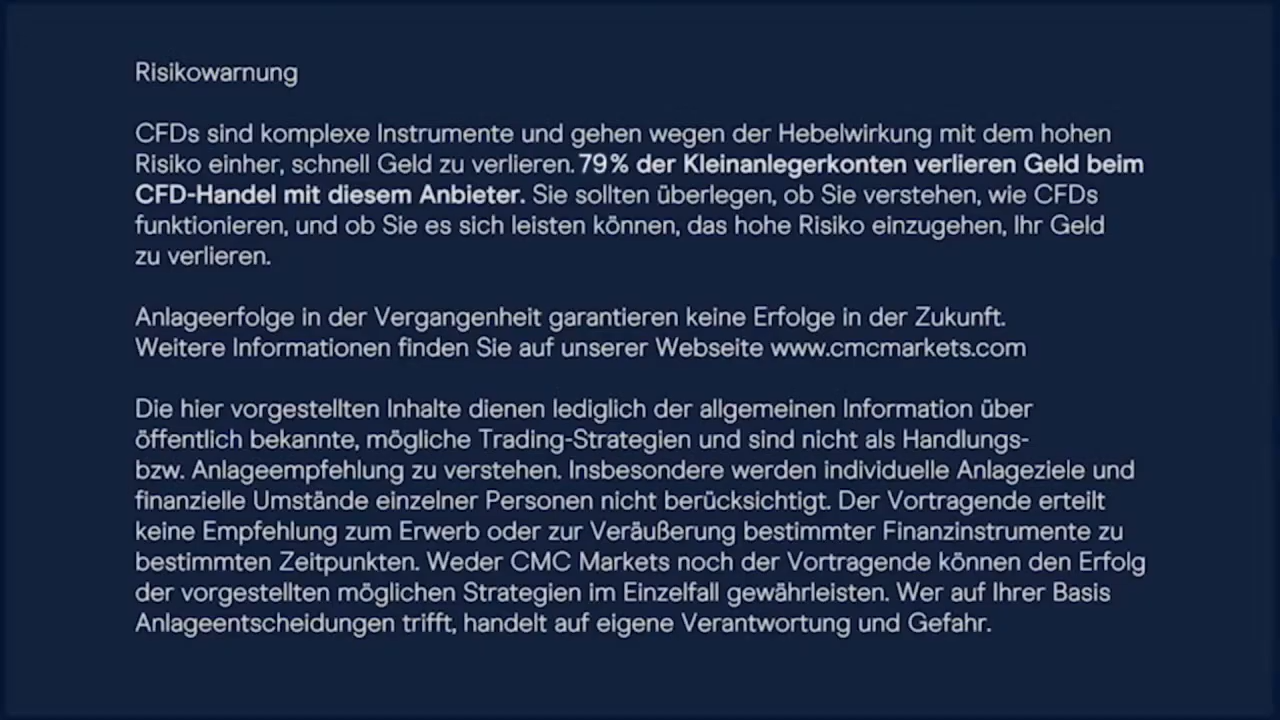 Risikowarnung
CFDs sind komplexe Instrumente und gehen wegen der Hebelwirkung mit dem hohen
Risiko einher, schnell Geld zu verlieren. 79% der Kleinanlegerkonten verlieren Geld beim
CFD-Handel mit diesem Anbieter. Sie sollten überlegen, ob Sie verstehen, wie CFDs
funktionieren, und ob Sie es sich leisten können, das hohe Risiko einzugehen, Ihr Geld
zu verlieren.
Anlageerfolge in der Vergangenheit garantieren keine Erfolge in der Zukunft.
Weitere Informationen finden Sie auf unserer Webseite www.cmcmarkets.com
Die hier vorgestellten Inhalte dienen lediglich der allgemeinen Information über
öffentlich bekannte, mögliche Trading-Strategien und sind nicht als Handlungs-
bzw. Anlageempfehlung zu verstehen. Insbesondere werden individuelle Anlageziele und
finanzielle Umstände einzelner Personen nicht berücksichtigt. Der Vortragende erteilt
keine Empfehlung zum Erwerb oder zur Veräußerung bestimmter Finanzinstrumente zu
bestimmten Zeitpunkten. Weder CMC Markets noch der Vortragende können den Erfolg
der vorgestellten möglichen Strategien im Einzelfall gewährleisten. Wer auf Ihrer Basis
Anlageentscheidungen trifft, handelt auf eigene Verantwortung und Gefahr.